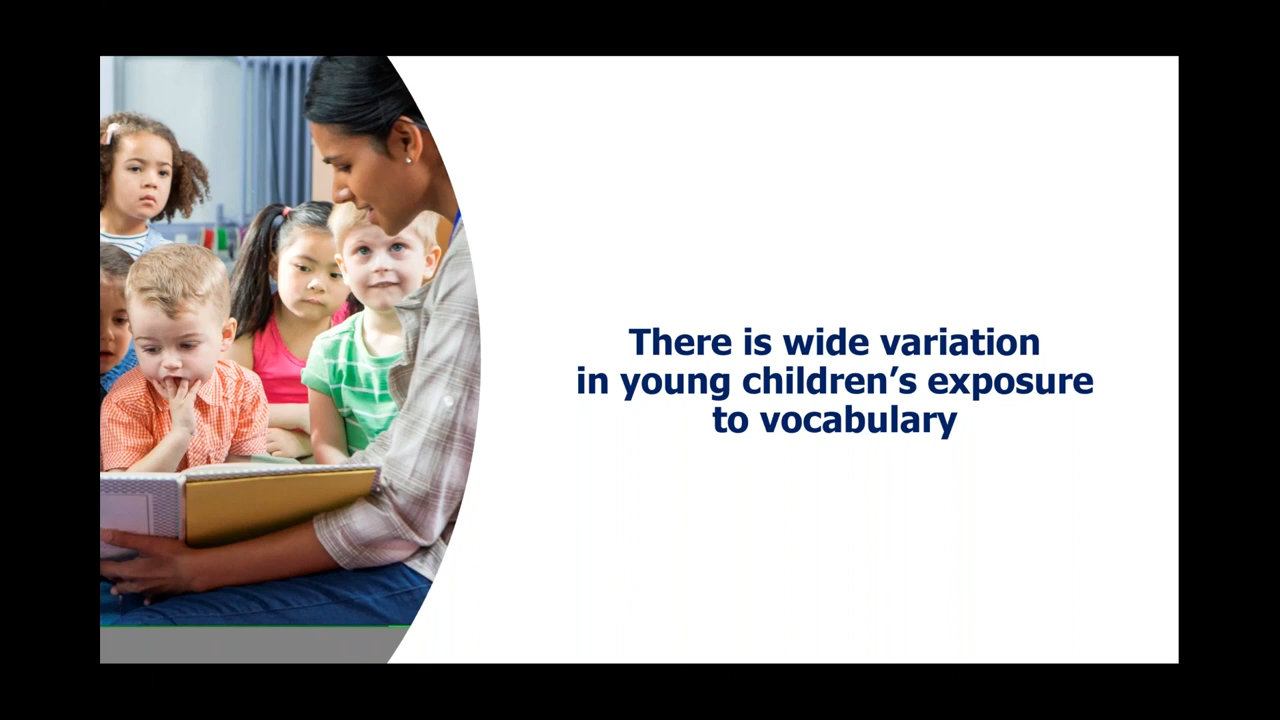 There is wide variation
in young children’s exposure
to vocabulary